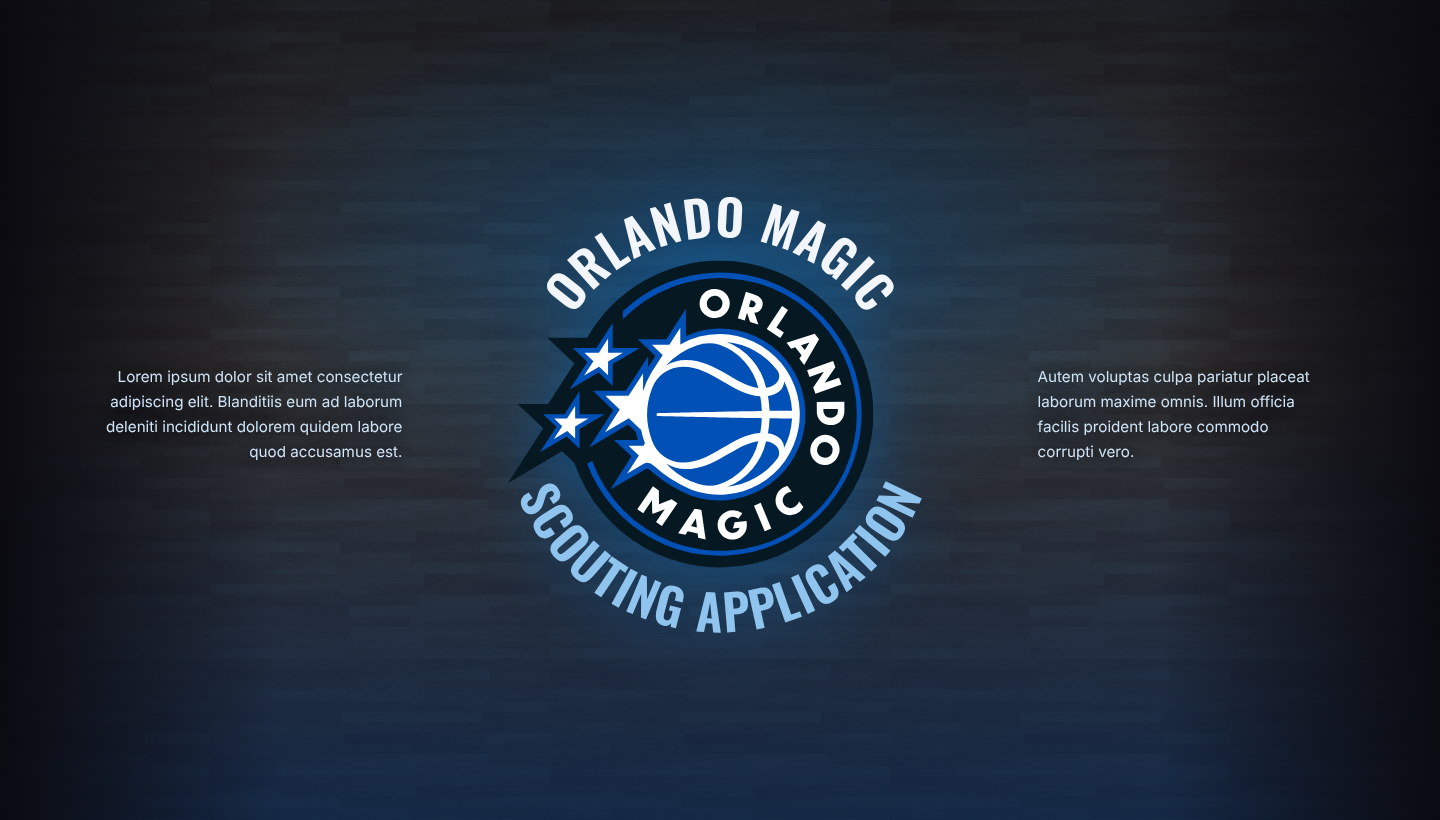 ORLANDO MAGIC
ORLANDO
MAGIC
SCOUTING APPLICATION
Lorem ipsum dolor sit amet consectetur
adipiscing elit. Blanditiis eum ad laborum
deleniti incididunt dolorem quidem labore
quod accusamus est.
Autem voluptas culpa pariatur placeat
laborum maxime omnis. Illum officia
facilis proident labore commodo
corrupti vero.